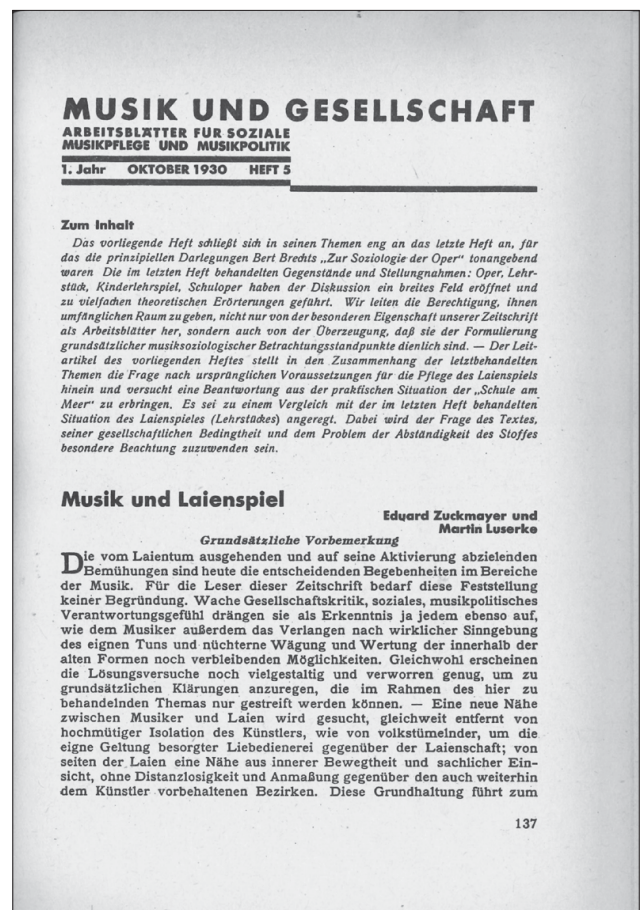 MUSIK UND GESELLSCHAFT
ARBEITSBLÄTTER FÜR SOZIALE
MUSIKPFLEGE UND MUSIKPOLITIK
1. Jahr OKTOBER 1930 HEFT 5
Zum Inhalt
Das vorliegende Heft schließt sich in seinen Themen eng an das letzte Heft an, für
das die prinzipiellen Darlegungen Bert Brechts „Zur Soziologie der Oper“ tonangebend
waren Die im letzten Heft behandelten Gegenstände und Stellungnahmen: Oper, Lehr-
stück, Kinderlehrspiel, Schuloper haben der Diskussion ein breites Feld eröffnet und
zu vielfachen theoretischen Erörterungen geführt. Wir leiten die Berechtigung, ihnen
umfänglichen Raum zu geben, nicht nur von der besonderen Eigenschaft unserer Zeitschrift
als Arbeitsblätter her, sondern auch von der Überzeugung, daß sie der Formulierung
grundsätzlicher musiksoziologischer Betrachtungsstandpunkte dienlich sind. — Der Leit-
artikel des vorliegenden Heftes stellt in den Zusammenhang der letztbehandelten
Themen die Frage nach ursprünglichen Voraussetzungen für die Pflege des Laienspiels
hinein und versucht eine Beantwortung aus der praktischen Situation der „Schule am
Meer“ zu erbringen. Es sei zu einem Vergleich mit der im letzten Heft behandelten
Situation des Laienspieles (Lehrstückes) angeregt. Dabei wird der Frage des Textes,
seiner gesellschaftlichen Bedingtheit und dem Problem der Abständigkeit des Stoffes
besondere Beachtung zuzuwenden sein.
Musik und Laienspiel
Eduard Zuckmayer und
Martin Luserke
Grundsätzliche Vorbemerkung
Die vom Laientum ausgehenden und auf seine Aktivierung abzielenden
Bemühungen sind heute die entscheidenden Begebenheiten im Bereiche
der Musik. Für die Leser dieser Zeitschrift bedarf diese Feststellung
keiner Begründung. Wache Gesellschaftskritik, soziales, musikpolitisches
Verantwortungsgefühl drängen sie als Erkenntnis ja jedem ebenso auf,
wie dem Musiker außerdem das Verlangen nach wirklicher Sinngebung
des eignen Tuns und nüchterne Wägung und Wertung der innerhalb der
alten Formen noch verbleibenden Möglichkeiten. Gleichwohl erscheinen
die Lösungsversuche noch vielgestaltig und verworren genug, um zu
grundsätzlichen Klärungen anzuregen, die im Rahmen des hier zu
behandelnden Themas nur gestreift werden können. — Eine neue Nähe
zwischen Musiker und Laien wird gesucht, gleichweit entfernt von
hochmütiger Isolation des Künstlers, wie von volkstümelnder, um die
eigne Geltung besorgter Liebedienerei gegenüber der Laienschaft; von
seiten der Laien eine Nähe aus innerer Bewegtheit und sachlicher Ein-
sicht, ohne Distanzlosigkeit und Anmaßung gegenüber den auch weiterhin
dem Künstler vorbehaltenen Bezirken. Diese Grundhaltung führt zum
137